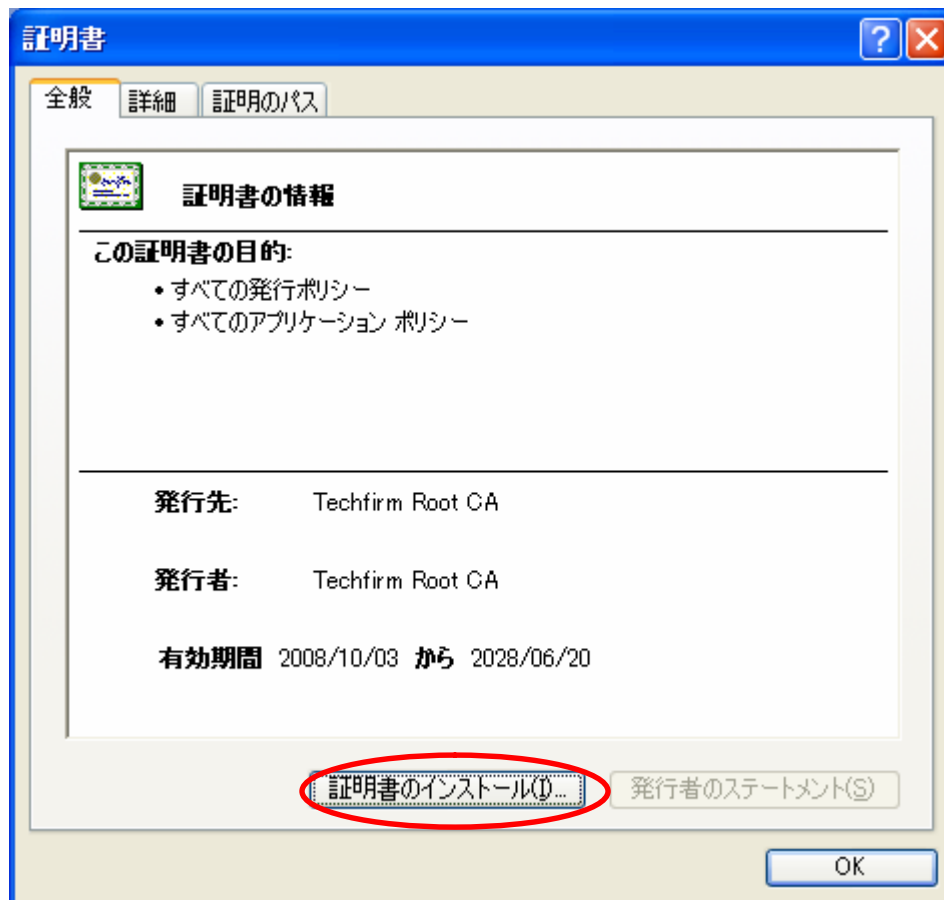 証明書
全般 詳細 証明のパス
証明書の情報
この証明書の目的:
• すべての発行ポリシー
• すべてのアプリケーション ポリシー
発行先: Techfirm Root CA
発行者: Techfirm Root CA
有効期間 2008/10/03 から 2028/06/20
証明書のインストール(I)... 発行者のステートメント(S)
OK